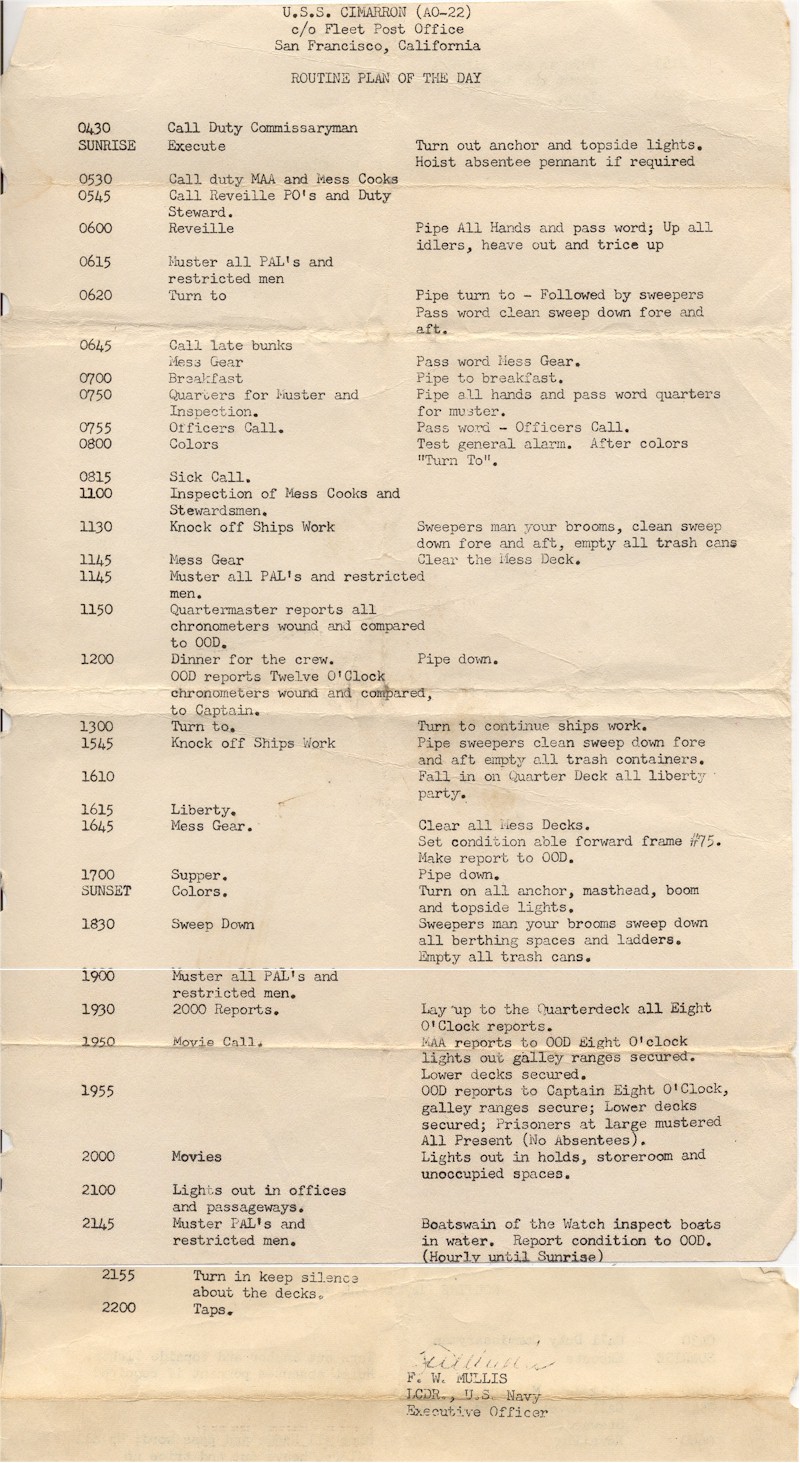 U.S.S. CIMARRON (AO-22)
c/o Fleet Post Office
San Francisco, California
ROUTINE PLAN OF THE DAY
0430 Call Duty Commissaryman
SUNRISE Execute Turn out anchor and topside lights.
Hoist absentee pennant if required
0530 Call duty MAA and Mess Cooks
0545 Call Reveille PO's and Duty
Steward.
0600 Reveille Pipe All Hands and pass word; Up all
idlers, heave out and trice up
0615 Muster all PAL's and
restricted men
0620 Turn to Pipe turn to - Followed by sweepers
Pass word clean sweep down fore and
aft.
0645 Call late bunks
Mess Gear Pass word Mess Gear.
0700 Breakfast Pipe to breakfast.
0750 Quarters for Muster and Pipe all hands and pass word quarters
Inspection. for muster.
0755 Officers Call. Pass word - Officers Call.
0800 Colors Test general alarm. After colors
"Turn To".
0815 Sick Call.
1100 Inspection of Mess Cooks and
Stewardsmen.
1130 Knock off Ships Work Sweepers man your brooms, clean sweep
down fore and aft, empty all trash cans
1145 Mess Gear Clear the Mess Deck.
1145 Muster all PAL's and restricted
men.
1150 Quartermaster reports all
chronometers wound and compared
to OOD.
1200 Dinner for the crew. Pipe down.
OOD reports Twelve O'Clock
chronometers wound and compared,
to Captain.
1300 Turn to. Turn to continue ships work.
1545 Knock off Ships Work Pipe sweepers clean sweep down fore
and aft empty all trash containers.
1610 Fall in on Quarter Deck all liberty
party.
1615 Liberty.
1645 Mess Gear. Clear all Mess Decks.
Set condition able forward frame #75.
Make report to OOD.
1700 Supper. Pipe down.
SUNSET Colors. Turn on all anchor, masthead, boom
and topside lights.
1830 Sweep Down Sweepers man your brooms sweep down
all berthing spaces and ladders.
Empty all trash cans.
1900 Muster all PAL's and
restricted men.
1930 2000 Reports. Lay up to the Quarterdeck all Eight
O'Clock reports.
1950 Movie Call. MAA reports to OOD Eight O'clock
lights out galley ranges secured.
Lower decks secured.
1955 OOD reports to Captain Eight O'Clock,
galley ranges secure; Lower decks
secured; Prisoners at large mustered
All Present (No Absentees).
2000 Movies Lights out in holds, storeroom and
unoccupied spaces.
2100 Lights out in offices
and passageways.
2145 Muster PAL's and Boatswain of the Watch inspect boats
restricted men. in water. Report condition to OOD.
(Hourly until Sunrise)
2155 Turn in keep silence
about the decks.
2200 Taps.
F. W. MULLIS
LCDR., U.S. Navy
Executive Officer